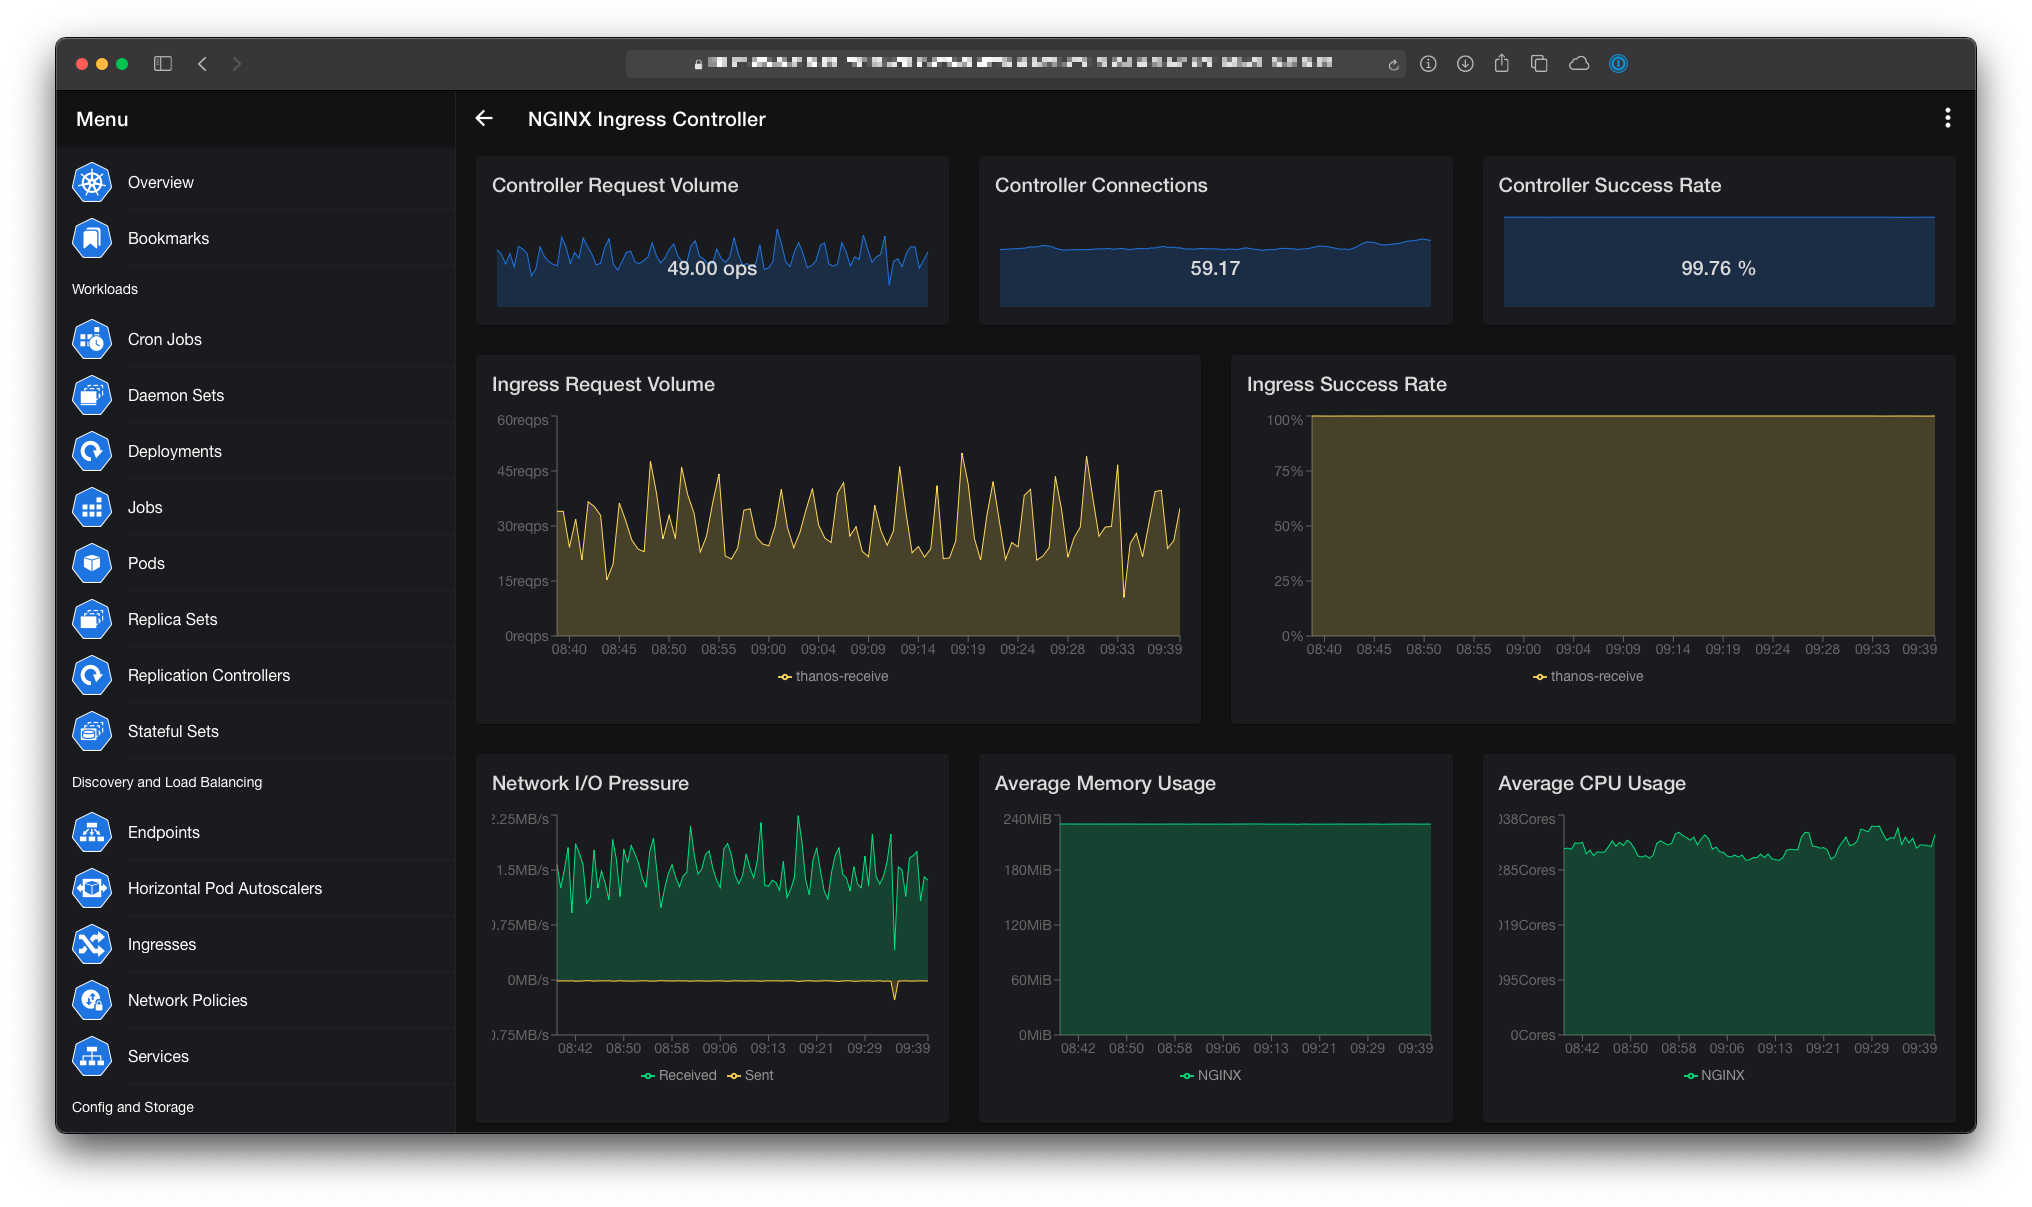 Menu
NGINX Ingress Controller
Overview
Bookmarks
Workloads
Cron Jobs
Daemon Sets
Deployments
Jobs
Pods
Replica Sets
Replication Controllers
Stateful Sets
Discovery and Load Balancing
Endpoints
Horizontal Pod Autoscalers
Ingresses
Network Policies
Services
Config and Storage
Controller Request Volume
49.00 ops
Controller Connections
59.17
Controller Success Rate
99.76 %
Ingress Request Volume
60reqps
45reqps
30reqps
15reqps
0reqps
08:40 08:45 08:50 08:55 09:00 09:04 09:09 09:14 09:19 09:24 09:28 09:33 09:39
thanos-receive
Ingress Success Rate
100%
75%
50%
25%
0%
08:40 08:45 08:50 08:55 09:00 09:04 09:09 09:14 09:19 09:24 09:28 09:33 09:39
thanos-receive
Network I/O Pressure
2.25MB/s
1.5MB/s
0.75MB/s
0MB/s
.75MB/s
08:42 08:50 08:58 09:06 09:13 09:21 09:29 09:39
Received Sent
Average Memory Usage
240MiB
180MiB
120MiB
60MiB
0MiB
08:42 08:50 08:58 09:06 09:13 09:21 09:29 09:39
NGINX
Average CPU Usage
038Cores
285Cores
019Cores
095Cores
0Cores
08:42 08:50 08:58 09:06 09:13 09:21 09:29 09:39
NGINX